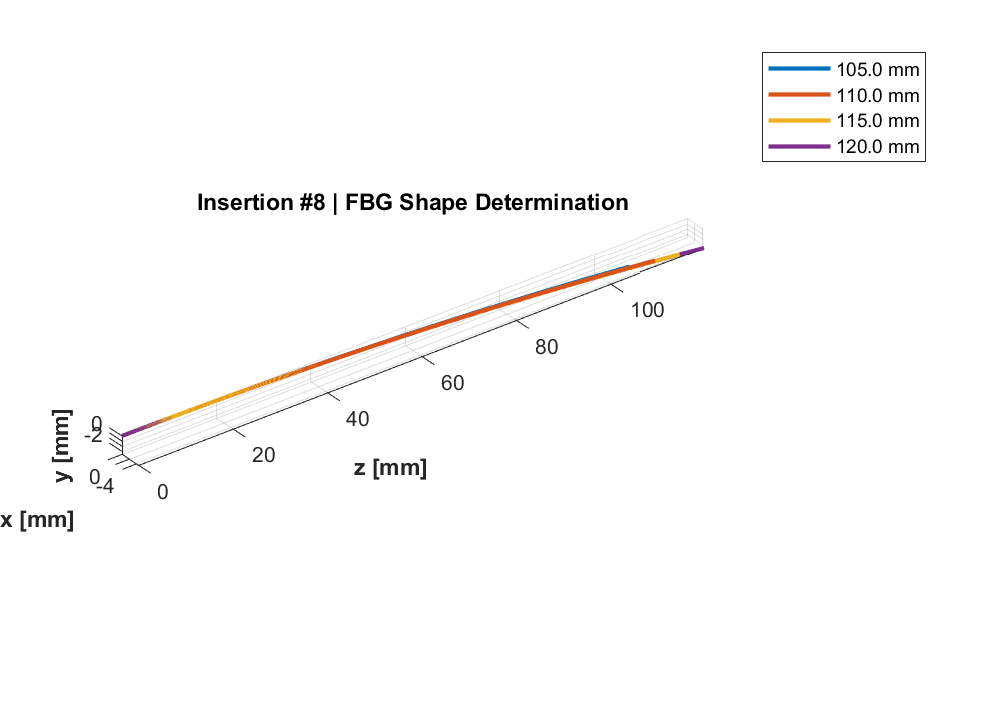 105.0 mm
110.0 mm
115.0 mm
120.0 mm
Insertion #8 | FBG Shape Determination
100
80
60
40
20
0
z [mm]
0
-2
y [mm]
0
-4
x [mm]